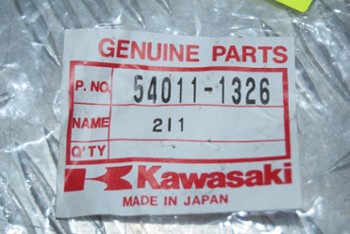 GENUINE PARTS
P. NO. 54011-1326
NAME 211
Q'TY
Kawasaki
MADE IN JAPAN